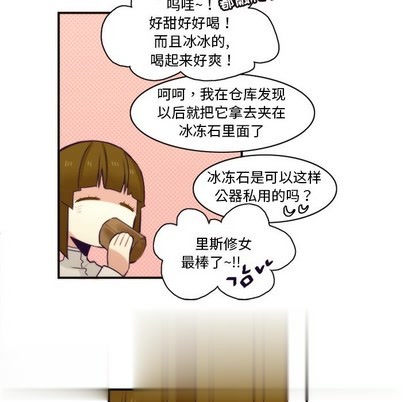 呜哇~！
好甜好好喝！
而且冰冰的,
喝起来好爽！
呵呵，我在仓库发现
以后就把它拿去夹在
冰冻石里面了
冰冻石是可以这样
公器私用的吗？
里斯修女
最棒了~!!